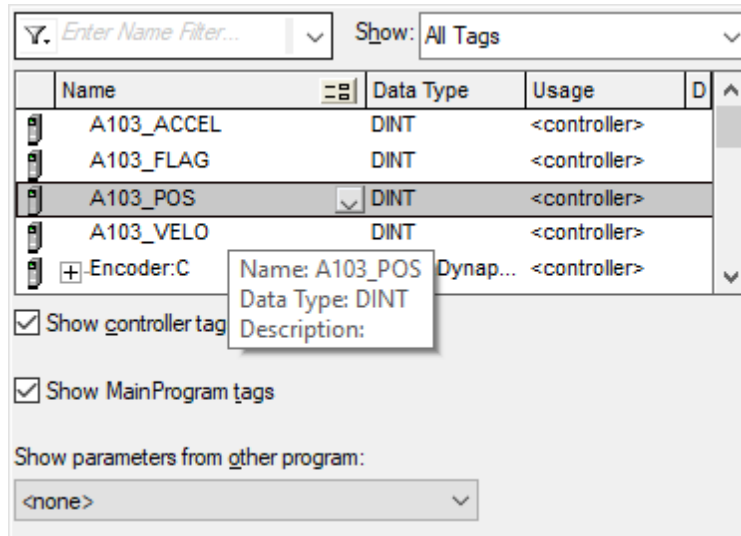 Enter Name Filter... Show: All Tags
Name Data Type Usage D
A103_ACCEL DINT <controller>
A103_FLAG DINT <controller>
A103_POS DINT <controller>
A103_VELO DINT <controller>
Encoder:C Dynap... <controller>
Name: A103_POS
Data Type: DINT
Description:
Show controller tag
Show MainProgram tags
Show parameters from other program:
<none>